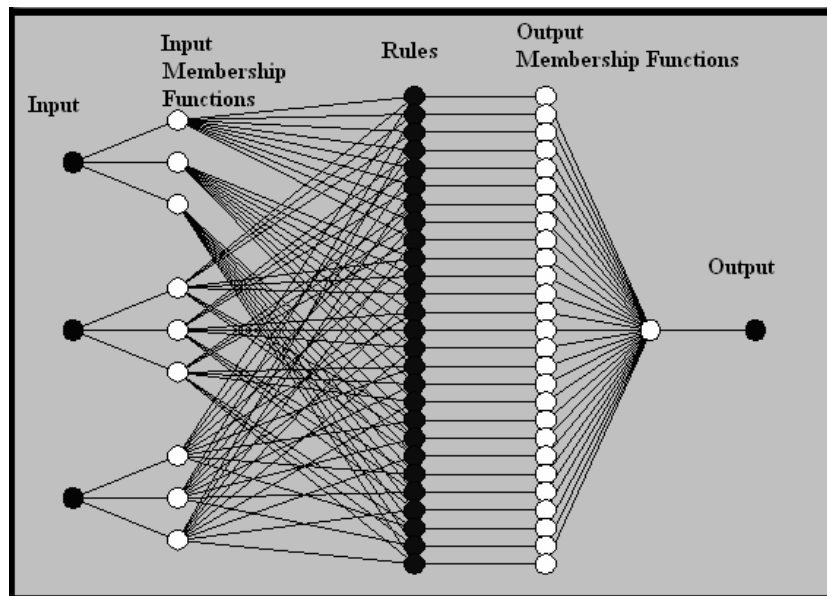 Input
Input
Membership
Functions
Rules
Output
Membership Functions
Output